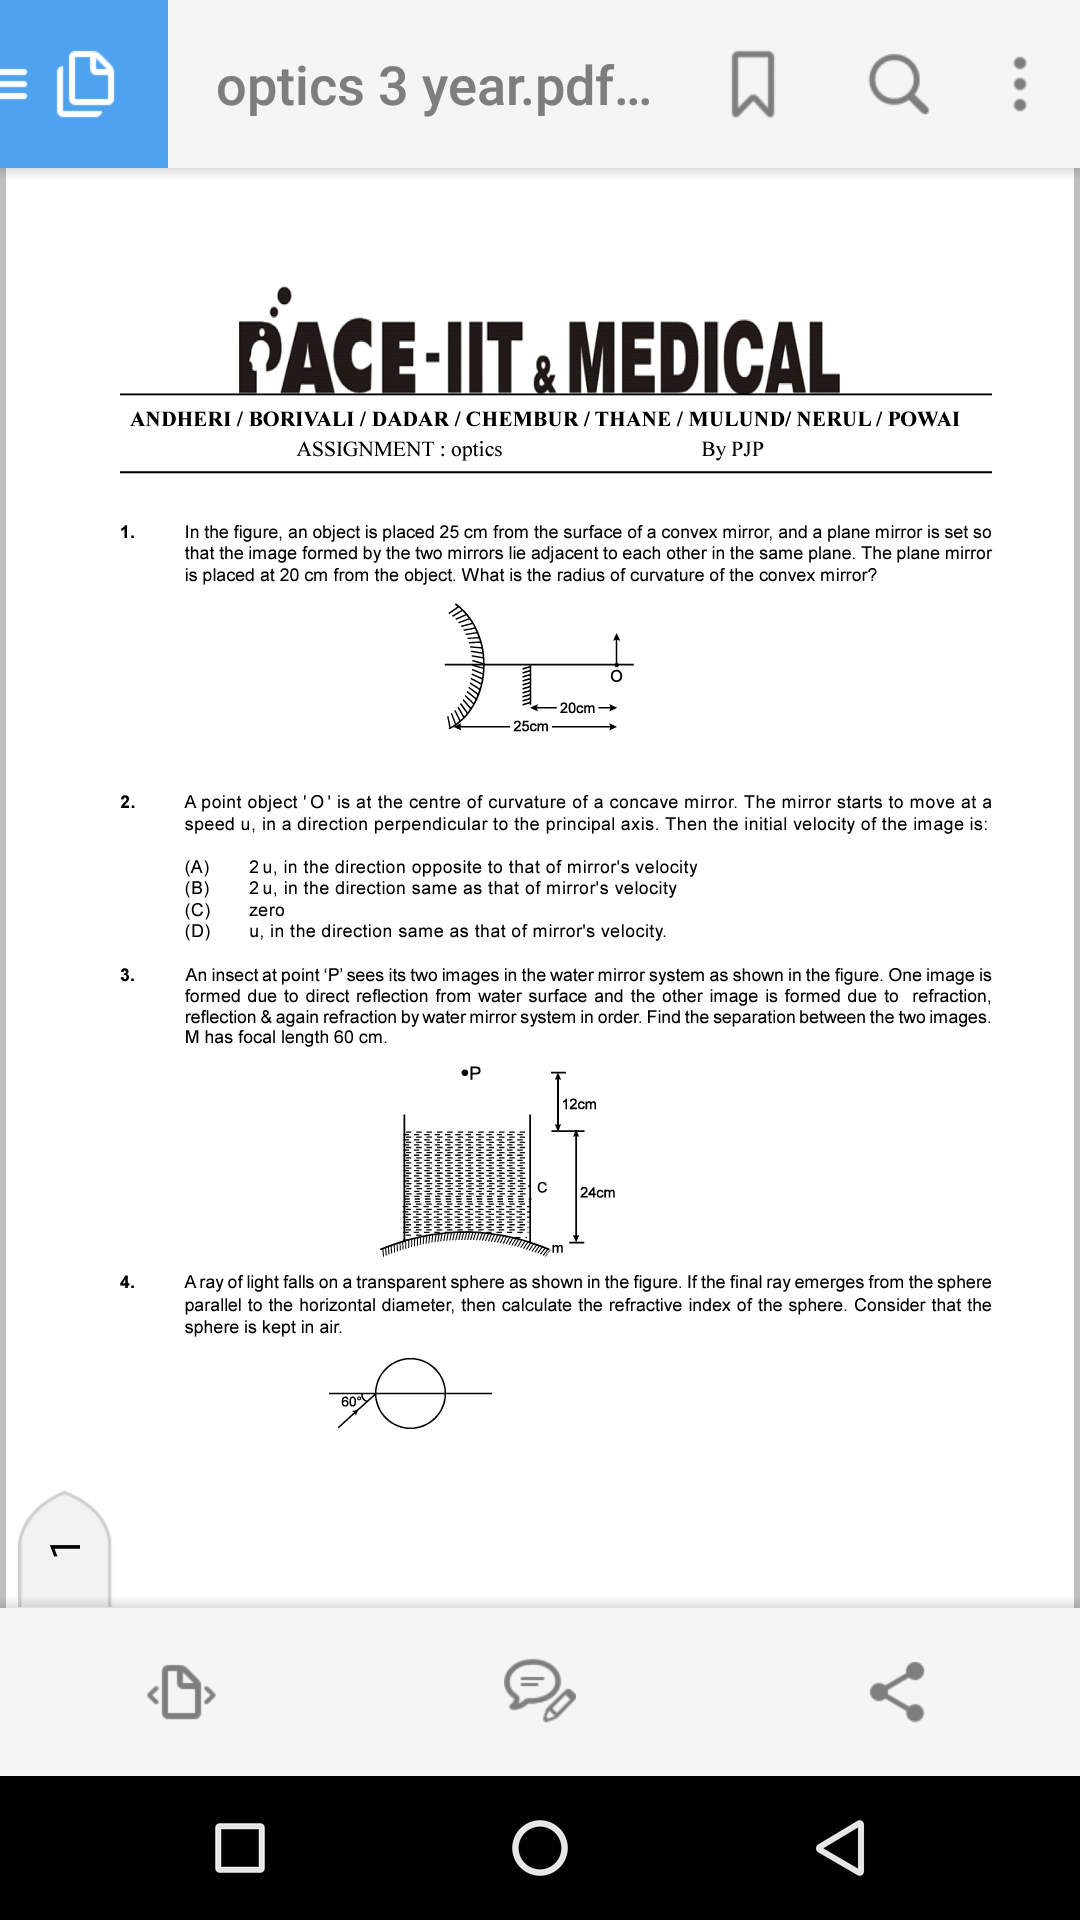 optics 3 year.pdf...
PACE-IIT & MEDICAL
ANDHERI / BORIVALI / DADAR / CHEMBUR / THANE / MULUND/ NERUL / POWAI
ASSIGNMENT : optics By PJP
1. In the figure, an object is placed 25 cm from the surface of a convex mirror, and a plane mirror is set so
that the image formed by the two mirrors lie adjacent to each other in the same plane. The plane mirror
is placed at 20 cm from the object. What is the radius of curvature of the convex mirror?
O
20cm
25cm
2. A point object 'O' is at the centre of curvature of a concave mirror. The mirror starts to move at a
speed u, in a direction perpendicular to the principal axis. Then the initial velocity of the image is:
(A) 2 u, in the direction opposite to that of mirror's velocity
(B) 2 u, in the direction same as that of mirror's velocity
(C) zero
(D) u, in the direction same as that of mirror's velocity.
3. An insect at point ‘P’ sees its two images in the water mirror system as shown in the figure. One image is
formed due to direct reflection from water surface and the other image is formed due to refraction,
reflection & again refraction by water mirror system in order. Find the separation between the two images.
M has focal length 60 cm.
•P
12cm
C
24cm
m
4. A ray of light falls on a transparent sphere as shown in the figure. If the final ray emerges from the sphere
parallel to the horizontal diameter, then calculate the refractive index of the sphere. Consider that the
sphere is kept in air.
60°
1